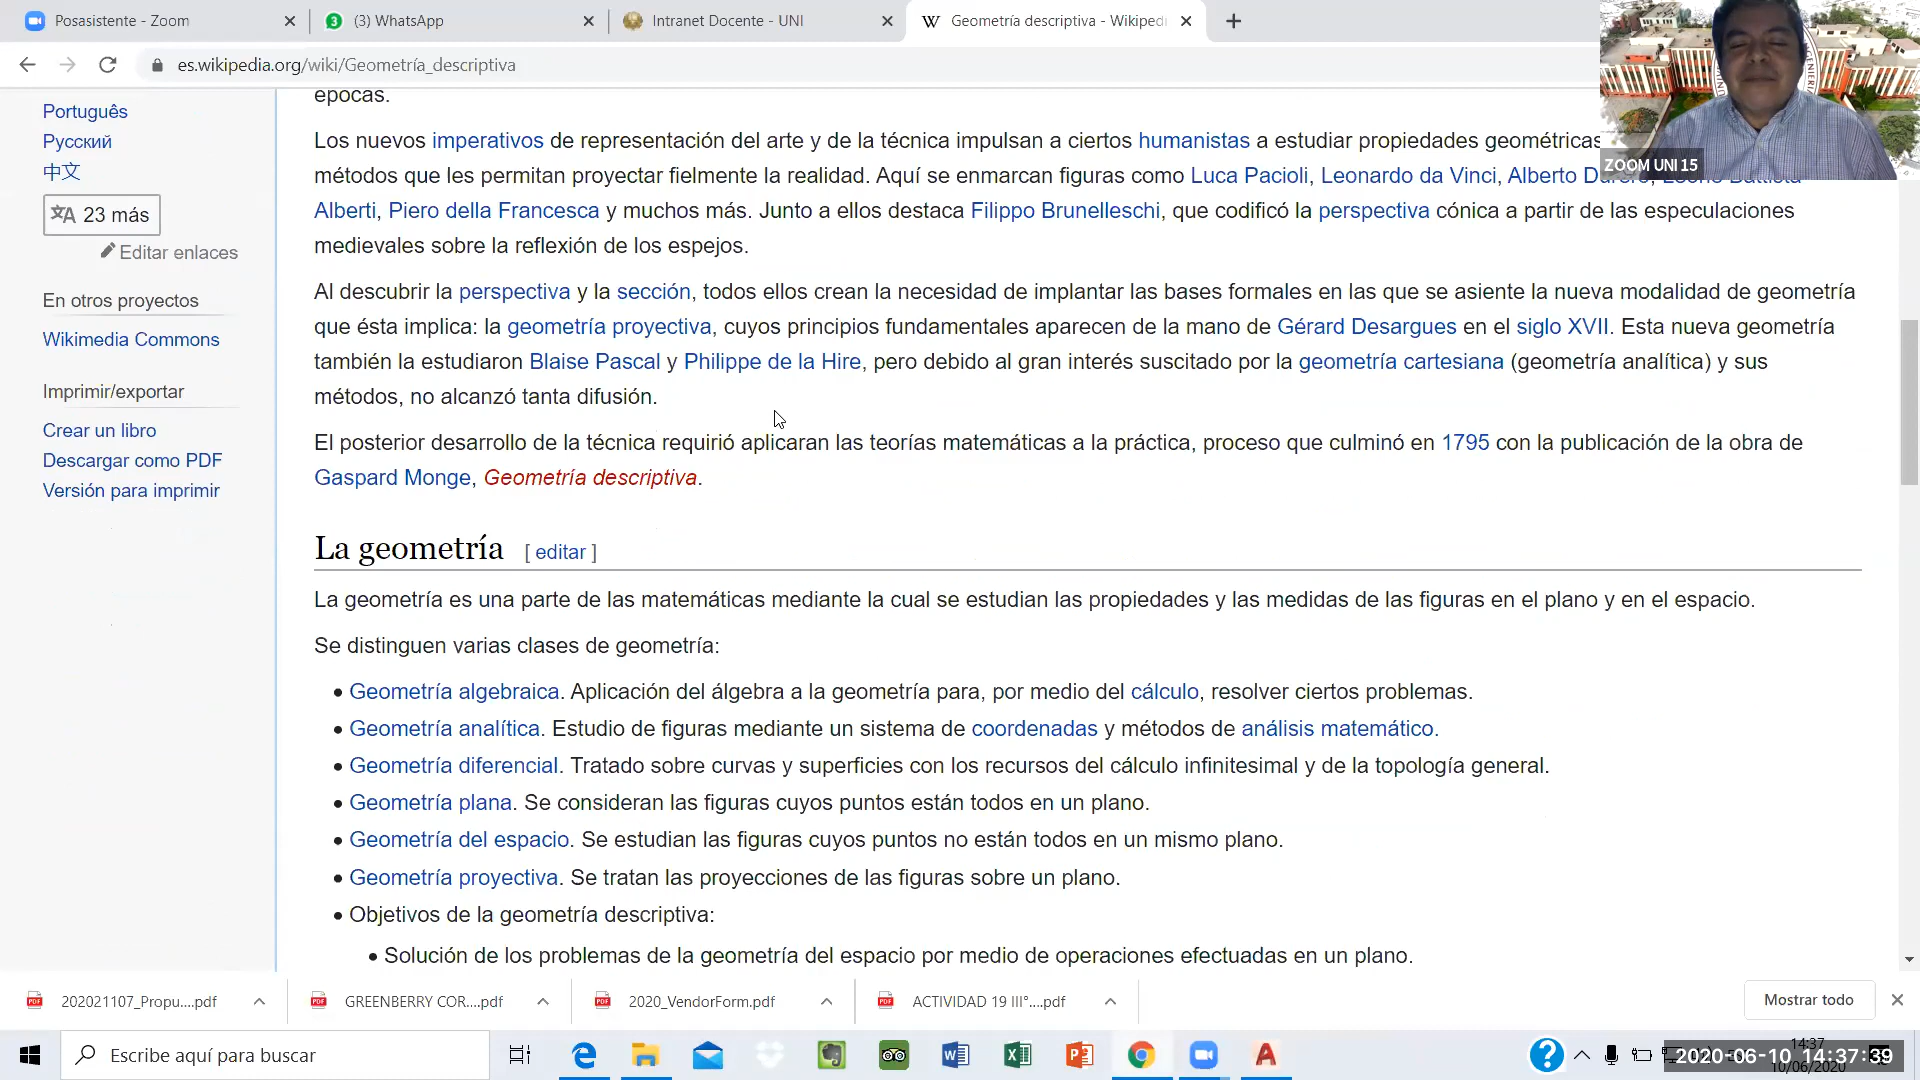 Posasistente - Zoom
(3) WhatsApp
Intranet Docente - UNI
Geometría descriptiva - Wikiped
es.wikipedia.org/wiki/Geometría_descriptiva
ZOOM UNI 15
Português
Русский
中文
23 más
Editar enlaces
En otros proyectos
Wikimedia Commons
Imprimir/exportar
Crear un libro
Descargar como PDF
Versión para imprimir
epocas.
Los nuevos imperativos de representación del arte y de la técnica impulsan a ciertos humanistas a estudiar propiedades geométricas
métodos que les permitan proyectar fielmente la realidad. Aquí se enmarcan figuras como Luca Pacioli, Leonardo da Vinci, Alberto Durero, Leone Battista
Alberti, Piero della Francesca y muchos más. Junto a ellos destaca Filippo Brunelleschi, que codificó la perspectiva cónica a partir de las especulaciones
medievales sobre la reflexión de los espejos.
Al descubrir la perspectiva y la sección, todos ellos crean la necesidad de implantar las bases formales en las que se asiente la nueva modalidad de geometría
que ésta implica: la geometría proyectiva, cuyos principios fundamentales aparecen de la mano de Gérard Desargues en el siglo XVII. Esta nueva geometría
también la estudiaron Blaise Pascal y Philippe de la Hire, pero debido al gran interés suscitado por la geometría cartesiana (geometría analítica) y sus
métodos, no alcanzó tanta difusión.
El posterior desarrollo de la técnica requirió aplicaran las teorías matemáticas a la práctica, proceso que culminó en 1795 con la publicación de la obra de
Gaspard Monge, Geometría descriptiva.
La geometría [ editar ]
La geometría es una parte de las matemáticas mediante la cual se estudian las propiedades y las medidas de las figuras en el plano y en el espacio.
Se distinguen varias clases de geometría:
• Geometría algebraica. Aplicación del álgebra a la geometría para, por medio del cálculo, resolver ciertos problemas.
• Geometría analítica. Estudio de figuras mediante un sistema de coordenadas y métodos de análisis matemático.
• Geometría diferencial. Tratado sobre curvas y superficies con los recursos del cálculo infinitesimal y de la topología general.
• Geometría plana. Se consideran las figuras cuyos puntos están todos en un plano.
• Geometría del espacio. Se estudian las figuras cuyos puntos no están todos en un mismo plano.
• Geometría proyectiva. Se tratan las proyecciones de las figuras sobre un plano.
• Objetivos de la geometría descriptiva:
• Solución de los problemas de la geometría del espacio por medio de operaciones efectuadas en un plano.
202021107_Propu....pdf
GREENBERRY COR....pdf
2020_VendorForm.pdf
ACTIVIDAD 19 III°....pdf
Mostrar todo
Escribe aquí para buscar
14:37
2020-06-10 14:37:39
10/06/2020